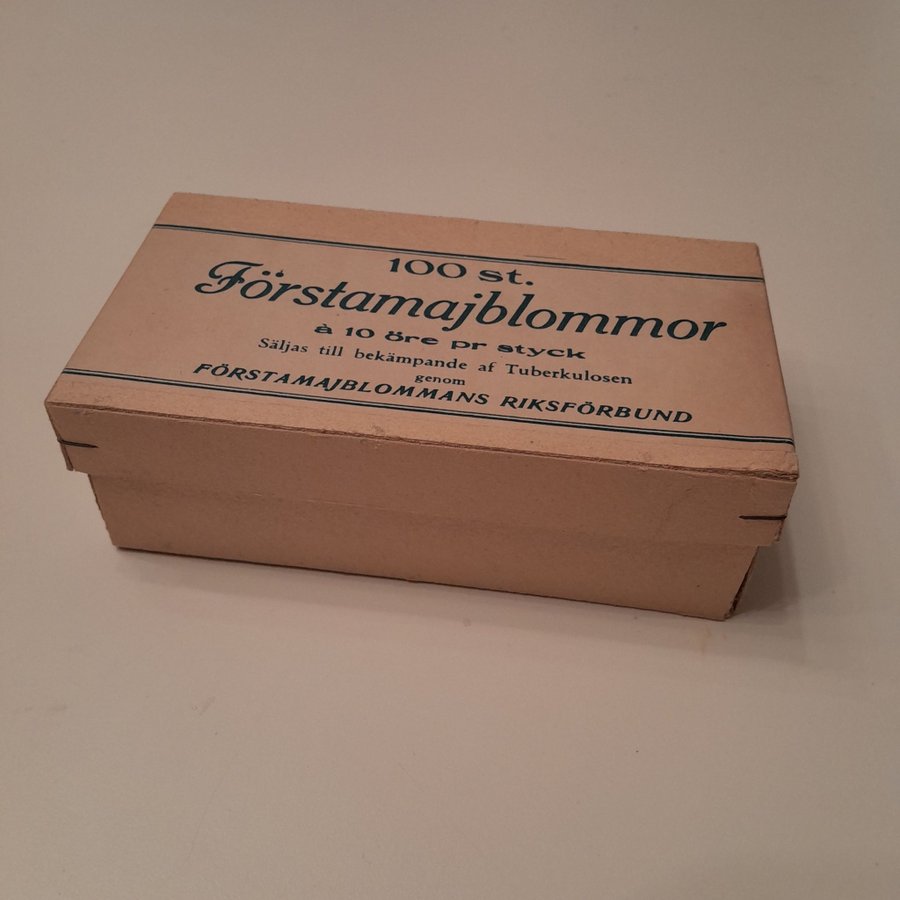 100 st.
Förstamajblommor
à 10 öre pr styck
Säljas till bekämpande af Tuberkulosen
genom
FÖRSTAMAJBLOMMANS RIKSFÖRBUND